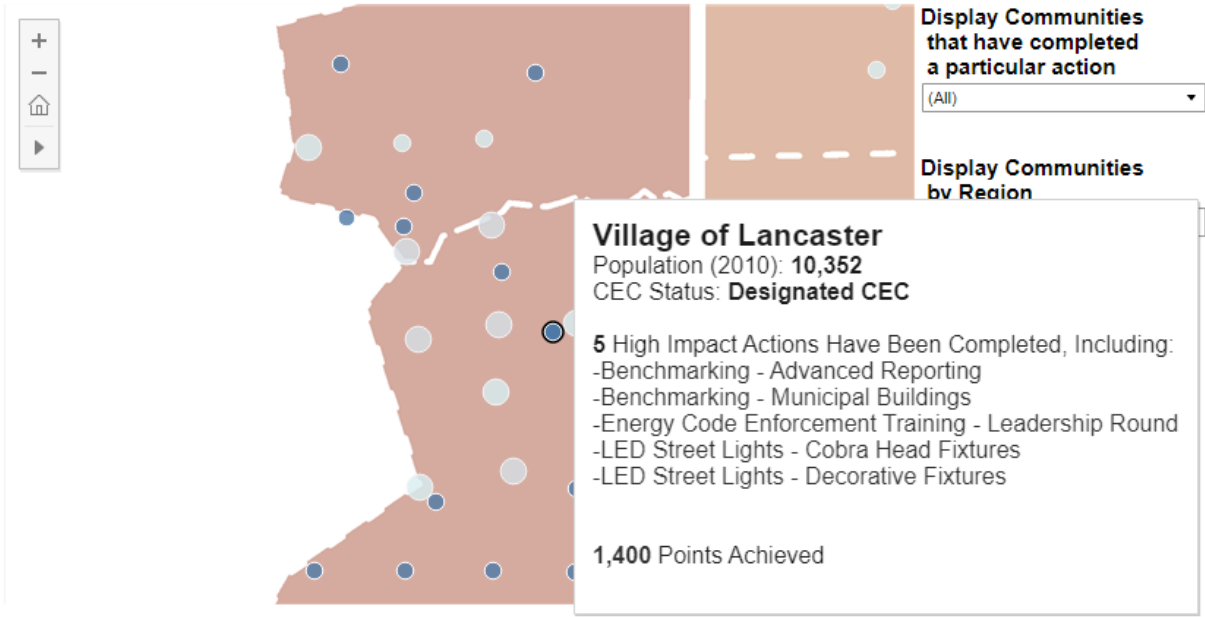 Display Communities
that have completed
a particular action
(All)
Display Communities
by Region
Village of Lancaster
Population (2010): 10,352
CEC Status: Designated CEC
5 High Impact Actions Have Been Completed, Including:
-Benchmarking - Advanced Reporting
-Benchmarking - Municipal Buildings
-Energy Code Enforcement Training - Leadership Round
-LED Street Lights - Cobra Head Fixtures
-LED Street Lights - Decorative Fixtures
1,400 Points Achieved